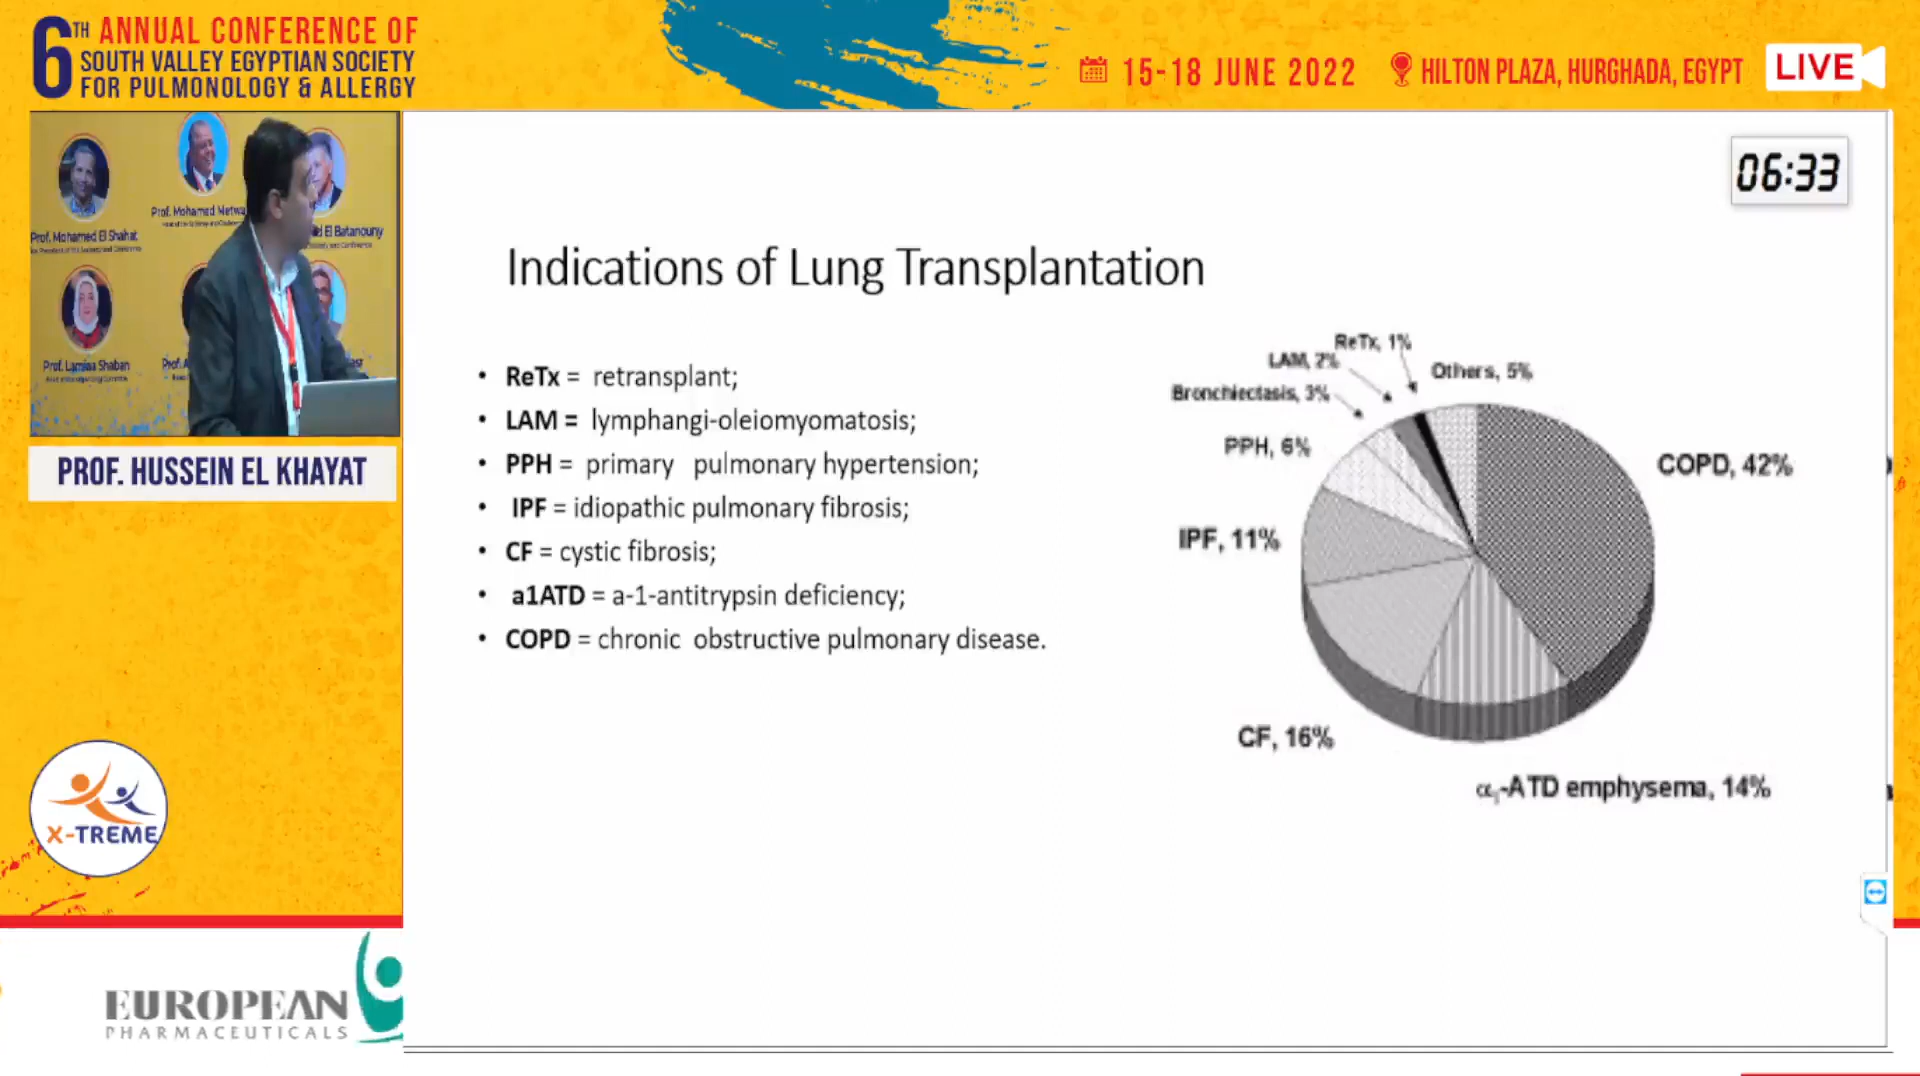 6TH ANNUAL CONFERENCE OF
SOUTH VALLEY EGYPTIAN SOCIETY
FOR PULMONOLOGY & ALLERGY
15-18 JUNE 2022
HILTON PLAZA, HURGHADA, EGYPT
LIVE
Prof. Mohamed El Shahat
Prof. Mohamed Metwa
d El Batanouny
Prof. Lamiaa Shaban
Prof.
PROF. HUSSEIN EL KHAYAT
06:33
Indications of Lung Transplantation
• ReTx = retransplant;
• LAM = lymphangi-oleiomyomatosis;
• PPH = primary pulmonary hypertension;
• IPF = idiopathic pulmonary fibrosis;
• CF = cystic fibrosis;
• a1ATD = a-1-antitrypsin deficiency;
• COPD = chronic obstructive pulmonary disease.
ReTx, 1%
LAM, 2%
Others, 5%
Bronchiectasis, 3%
PPH, 6%
COPD, 42%
IPF, 11%
CF, 16%
α₁-ATD emphysema, 14%
X-TREME
EUROPEAN
PHARMACEUTICALS